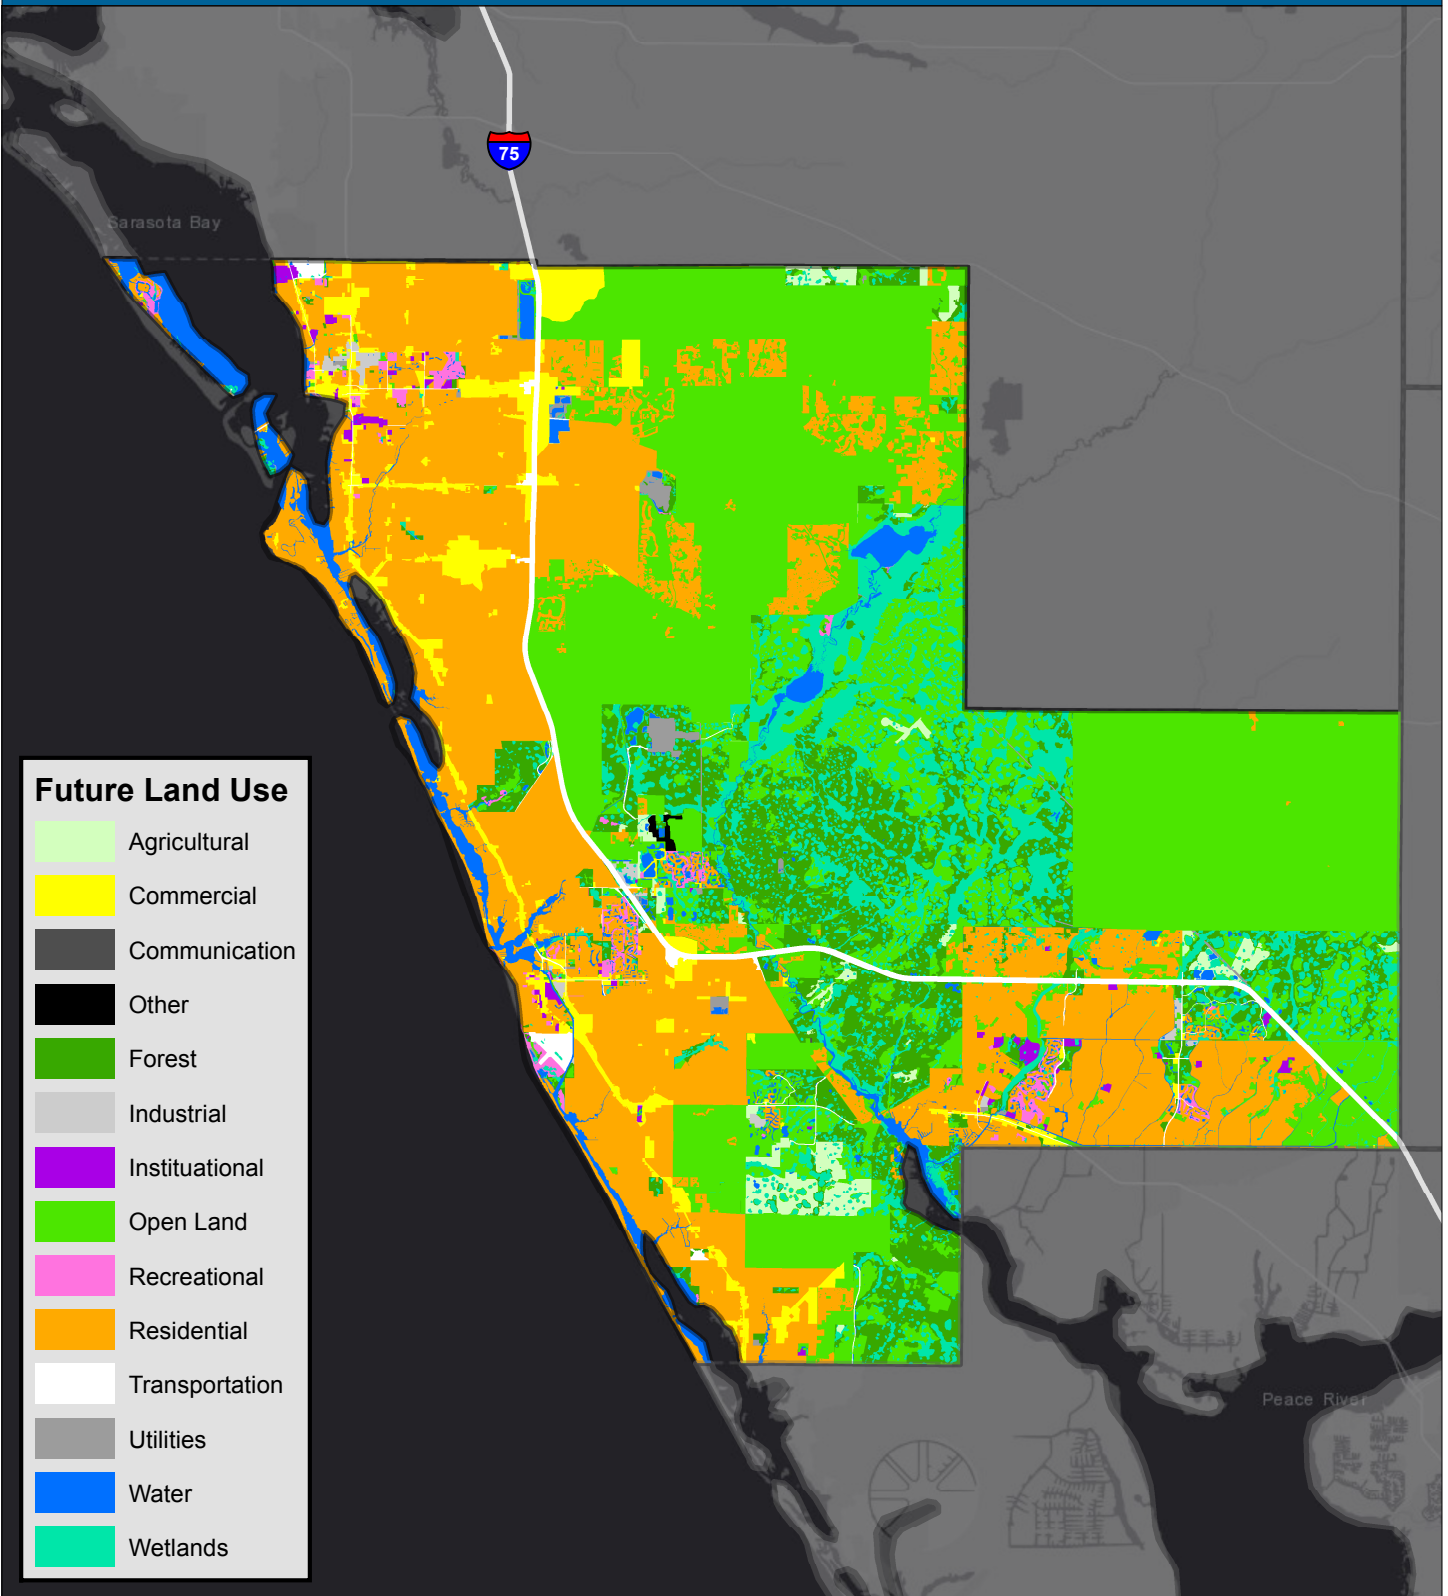 75
Sarasota Bay
Future Land Use
Agricultural
Commercial
Communication
Other
Forest
Industrial
Instituational
Open Land
Recreational
Residential
Transportation
Utilities
Water
Wetlands
Peace River